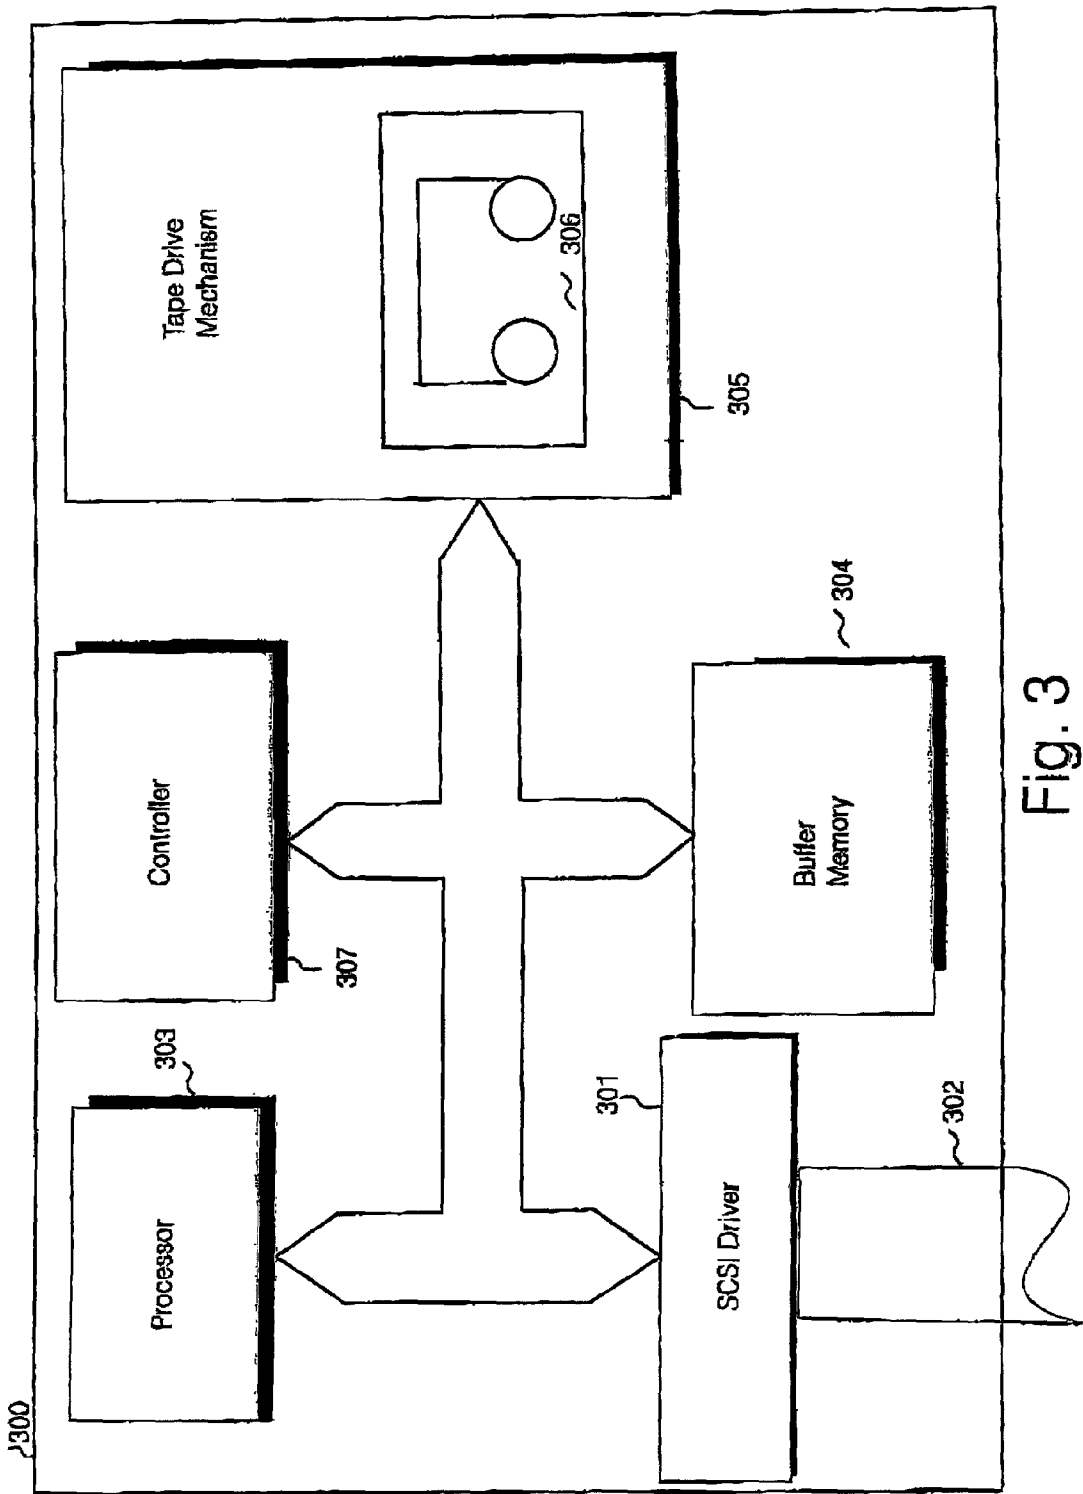 300
Processor
303
Controller
307
Tape Drive
Mechanism
306
305
301
SCSI Driver
302
Buffer
Memory
304
Fig. 3